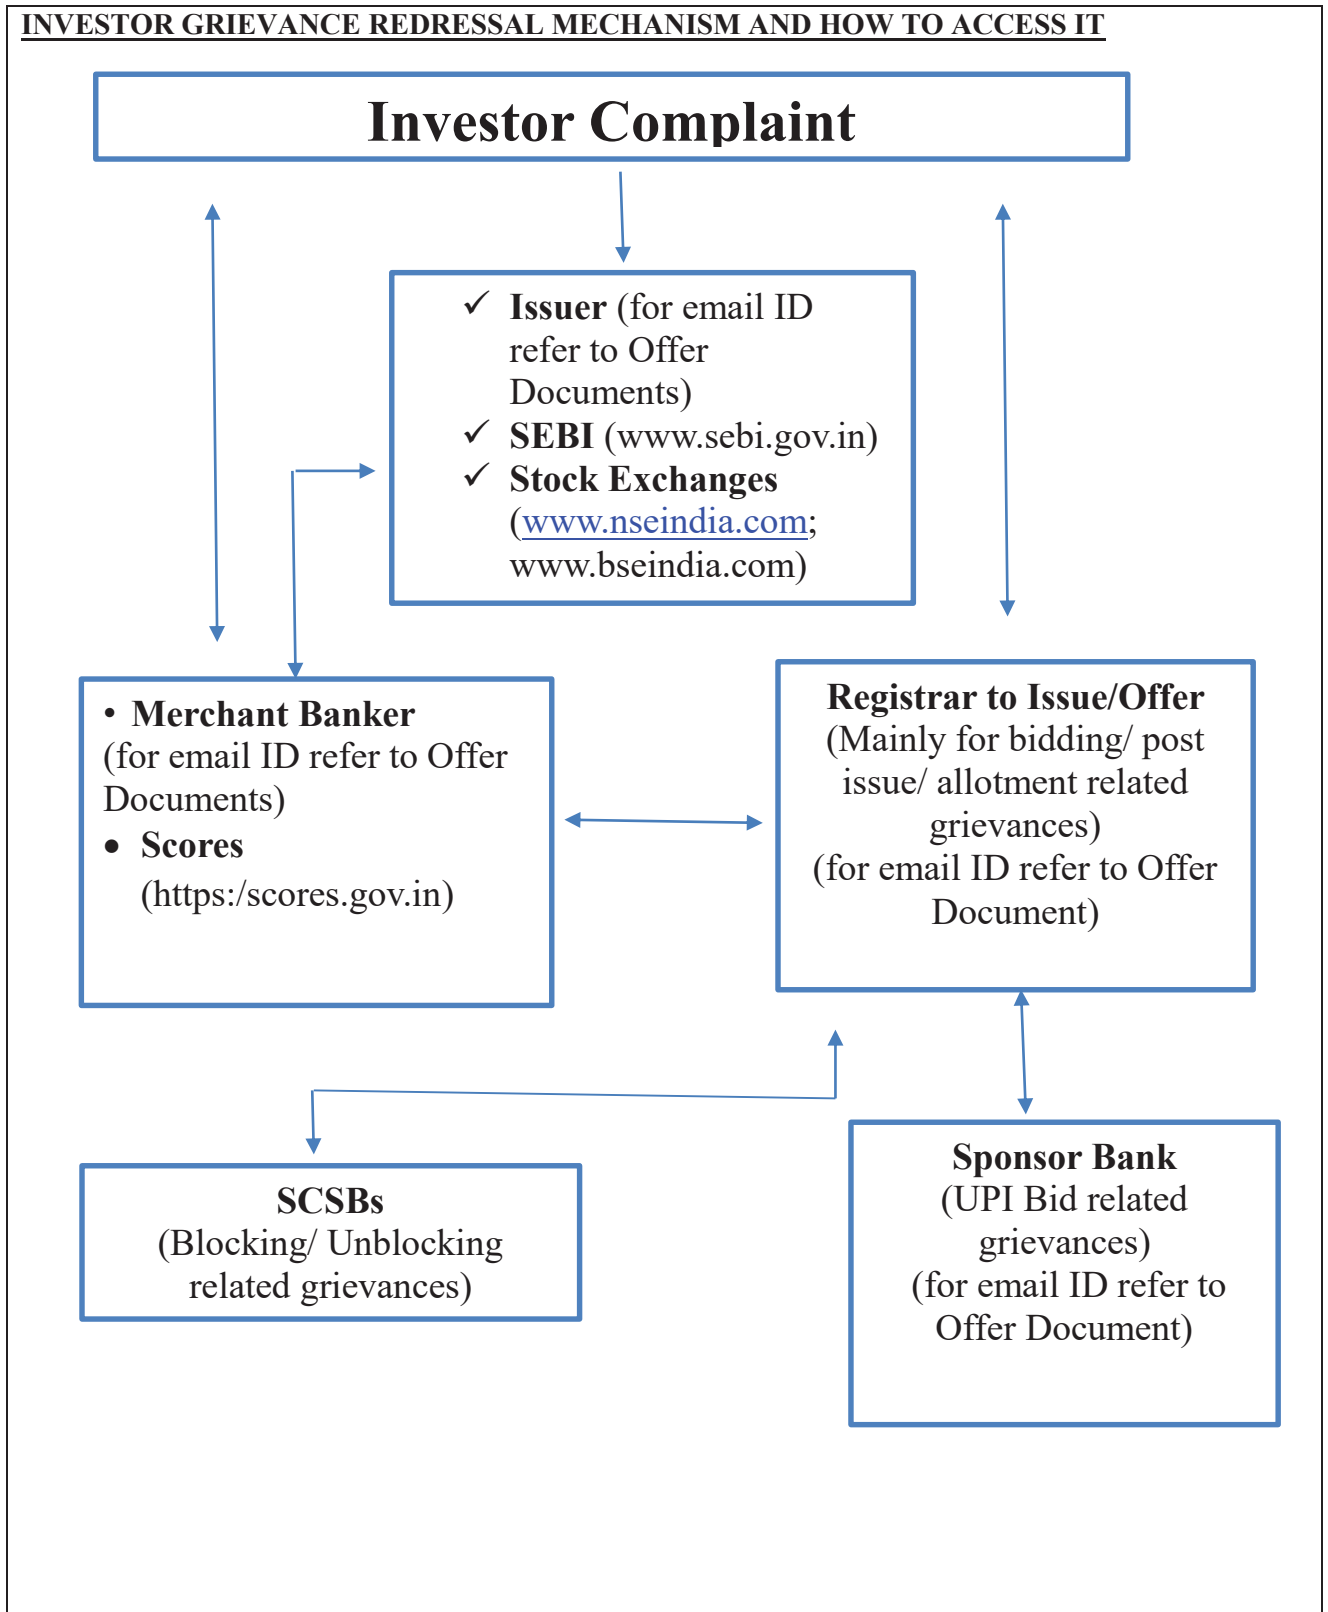 INVESTOR GRIEVANCE REDRESSAL MECHANISM AND HOW TO ACCESS IT
Investor Complaint
✓ Issuer (for email ID
refer to Offer
Documents)
✓ SEBI (www.sebi.gov.in)
✓ Stock Exchanges
(www.nseindia.com;
www.bseindia.com)
• Merchant Banker
(for email ID refer to Offer
Documents)
• Scores
(https:/scores.gov.in)
Registrar to Issue/Offer
(Mainly for bidding/ post
issue/ allotment related
grievances)
(for email ID refer to Offer
Document)
SCSBs
(Blocking/ Unblocking
related grievances)
Sponsor Bank
(UPI Bid related
grievances)
(for email ID refer to
Offer Document)